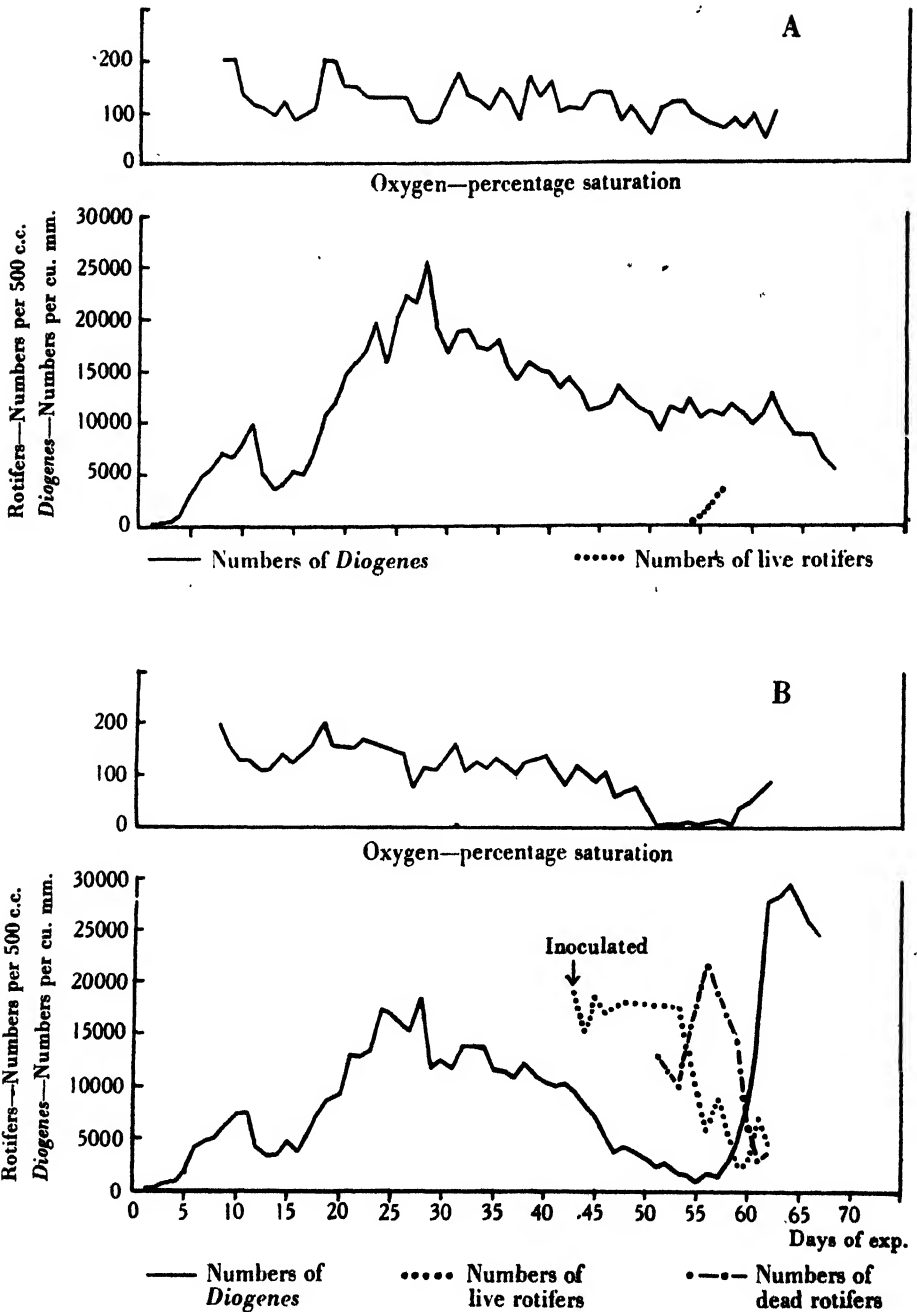 A
200
100
0
Oxygen—percentage saturation
Rotifers—Numbers per 500 c.c.
Diogenes—Numbers per cu. mm.
30000
25000
20000
15000
10000
5000
0
Numbers of Diogenes
Numbers of live rotifers
B
200
100
0
Oxygen—percentage saturation
Rotifers—Numbers per 500 c.c.
Diogenes—Numbers per cu. mm.
30000
25000
20000
15000
10000
5000
0
Inoculated
0 5 10 15 20 25 30 35 40 45 50 55 60 65 70
Days of exp.
Numbers of
Diogenes
Numbers of
live rotifers
Numbers of
dead rotifers